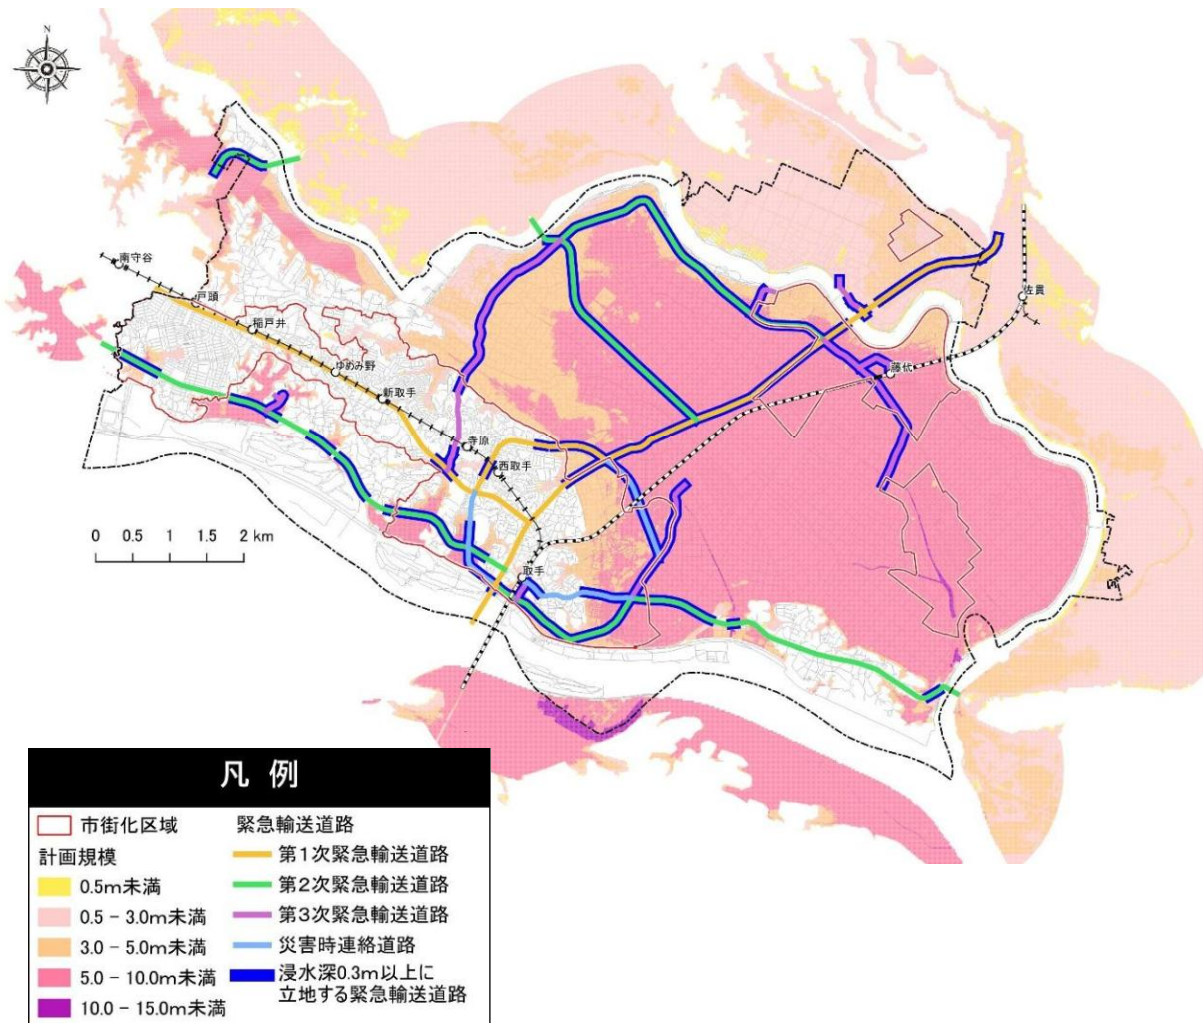 N
南守谷
戸頭
稲戸井
ゆめみ野
新取手
寺原
西取手
取手
藤代
佐貫
0 0.5 1 2 km
凡 例
市街化区域
計画規模
0.5m未満
0.5 - 3.0m未満
3.0 - 5.0m未満
5.0 - 10.0m未満
10.0 - 15.0m未満
緊急輸送道路
第1次緊急輸送道路
第2次緊急輸送道路
第3次緊急輸送道路
災害時連絡道路
浸水深0.3m以上に
立地する緊急輸送道路